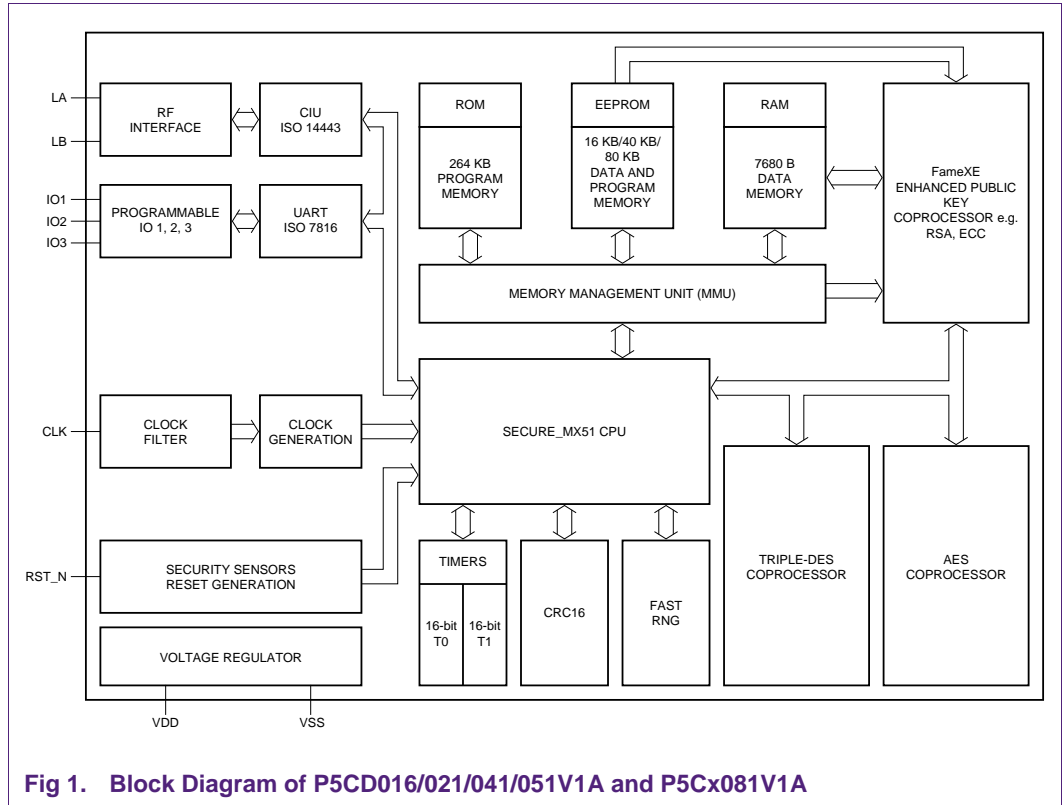 LA
LB
RF
INTERFACE
CIU
ISO 14443
IO1
IO2
IO3
PROGRAMMABLE
IO 1, 2, 3
UART
ISO 7816
ROM
264 KB
PROGRAM
MEMORY
EEPROM
16 KB/40 KB/
80 KB
DATA AND
PROGRAM
MEMORY
RAM
7680 B
DATA
MEMORY
FameXE
ENHANCED PUBLIC
KEY
COPROCESSOR e.g.
RSA, ECC
MEMORY MANAGEMENT UNIT (MMU)
CLK
CLOCK
FILTER
CLOCK
GENERATION
SECURE_MX51 CPU
RST_N
SECURITY SENSORS
RESET GENERATION
VOLTAGE REGULATOR
VDD
VSS
TIMERS
16-bit
T0
16-bit
T1
CRC16
FAST
RNG
TRIPLE-DES
COPROCESSOR
AES
COPROCESSOR
Fig 1. Block Diagram of P5CD016/021/041/051V1A and P5Cx081V1A